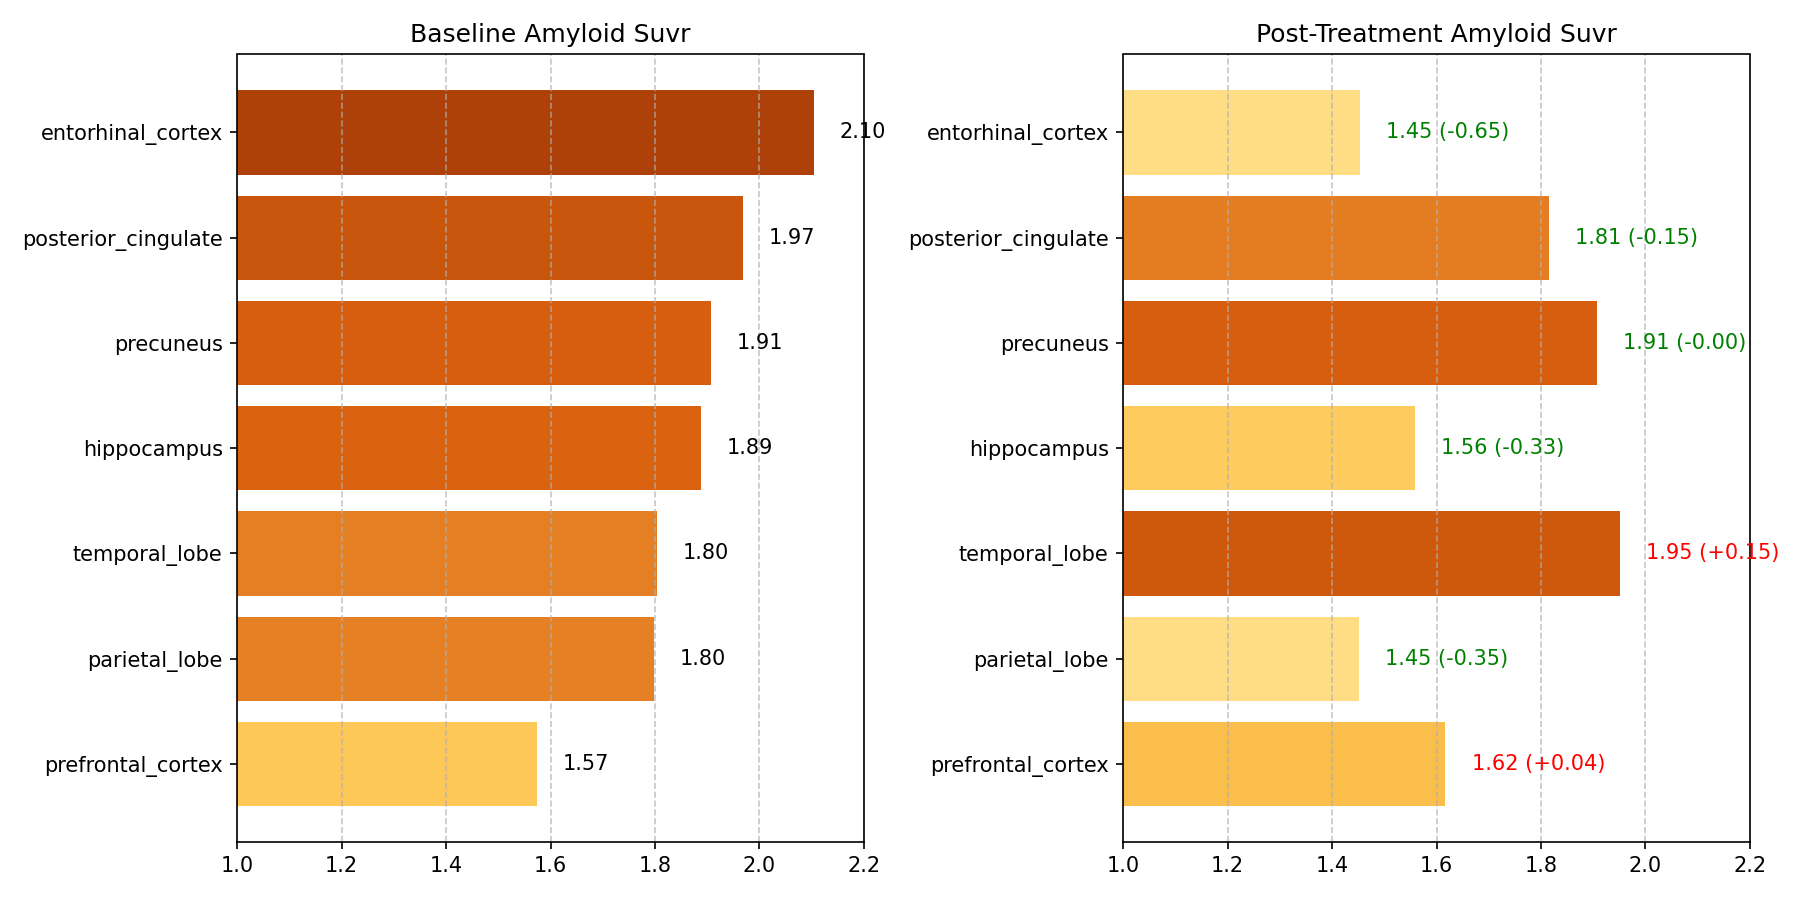 Baseline Amyloid Suvr
entorhinal_cortex
2.10
posterior_cingulate
1.97
precuneus
1.91
hippocampus
1.89
temporal_lobe
1.80
parietal_lobe
1.80
prefrontal_cortex
1.57
1.0 1.2 1.4 1.6 1.8 2.0 2.2
Post-Treatment Amyloid Suvr
entorhinal_cortex
1.45 (-0.65)
posterior_cingulate
1.81 (-0.15)
precuneus
1.91 (-0.00)
hippocampus
1.56 (-0.33)
temporal_lobe
1.95 (+0.15)
parietal_lobe
1.45 (-0.35)
prefrontal_cortex
1.62 (+0.04)
1.0 1.2 1.4 1.6 1.8 2.0 2.2